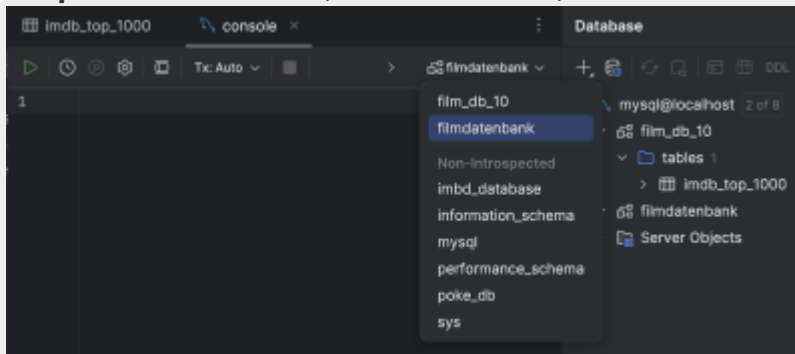 imdb_top_1000 console Database
Tx: Auto filmdatenbank DDL
1
film_db_10
filmdatenbank
Non-introspected
imbd_database
information_schema
mysql
performance_schema
poke_db
sys
mysql@localhost 2 of 8
film_db_10
tables 1
imdb_top_1000
filmdatenbank
Server Objects